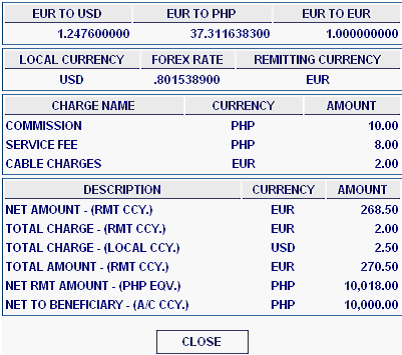 EUR TO USD EUR TO PHP EUR TO EUR
1.247600000 37.311638300 1.000000000
LOCAL CURRENCY FOREX RATE REMITTING CURRENCY
USD .801538900 EUR
CHARGE NAME CURRENCY AMOUNT
COMMISSION PHP 10.00
SERVICE FEE PHP 8.00
CABLE CHARGES EUR 2.00
DESCRIPTION CURRENCY AMOUNT
NET AMOUNT - (RMT CCY.) EUR 268.50
TOTAL CHARGE - (RMT CCY.) EUR 2.00
TOTAL CHARGE - (LOCAL CCY.) USD 2.50
TOTAL AMOUNT - (RMT CCY.) EUR 270.50
NET RMT AMOUNT - (PHP EQV.) PHP 10,018.00
NET TO BENEFICIARY - (A/C CCY.) PHP 10,000.00
CLOSE